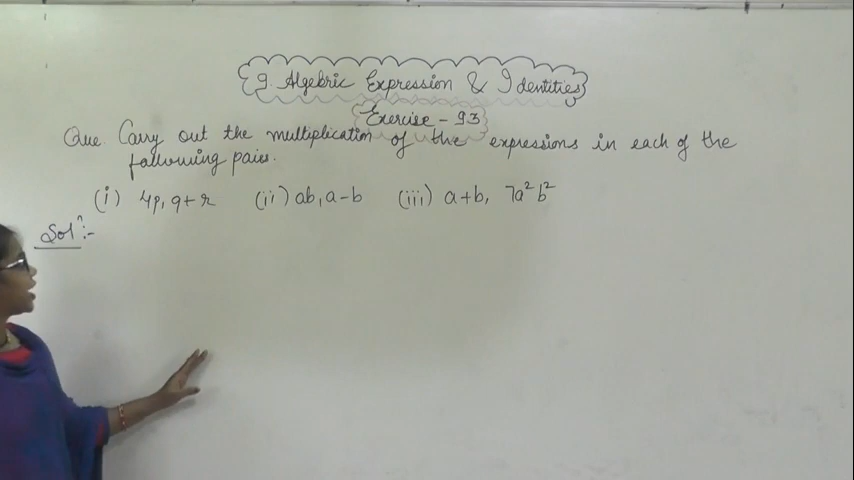 9. Algebric Expression & Identities
Exercise - 9.3
Que. Carry out the multiplication of the expressions in each of the
following pairs.
(i) 4p, q+r (ii) ab, a-b (iii) a+b, 7a²b²
Solⁿ:-